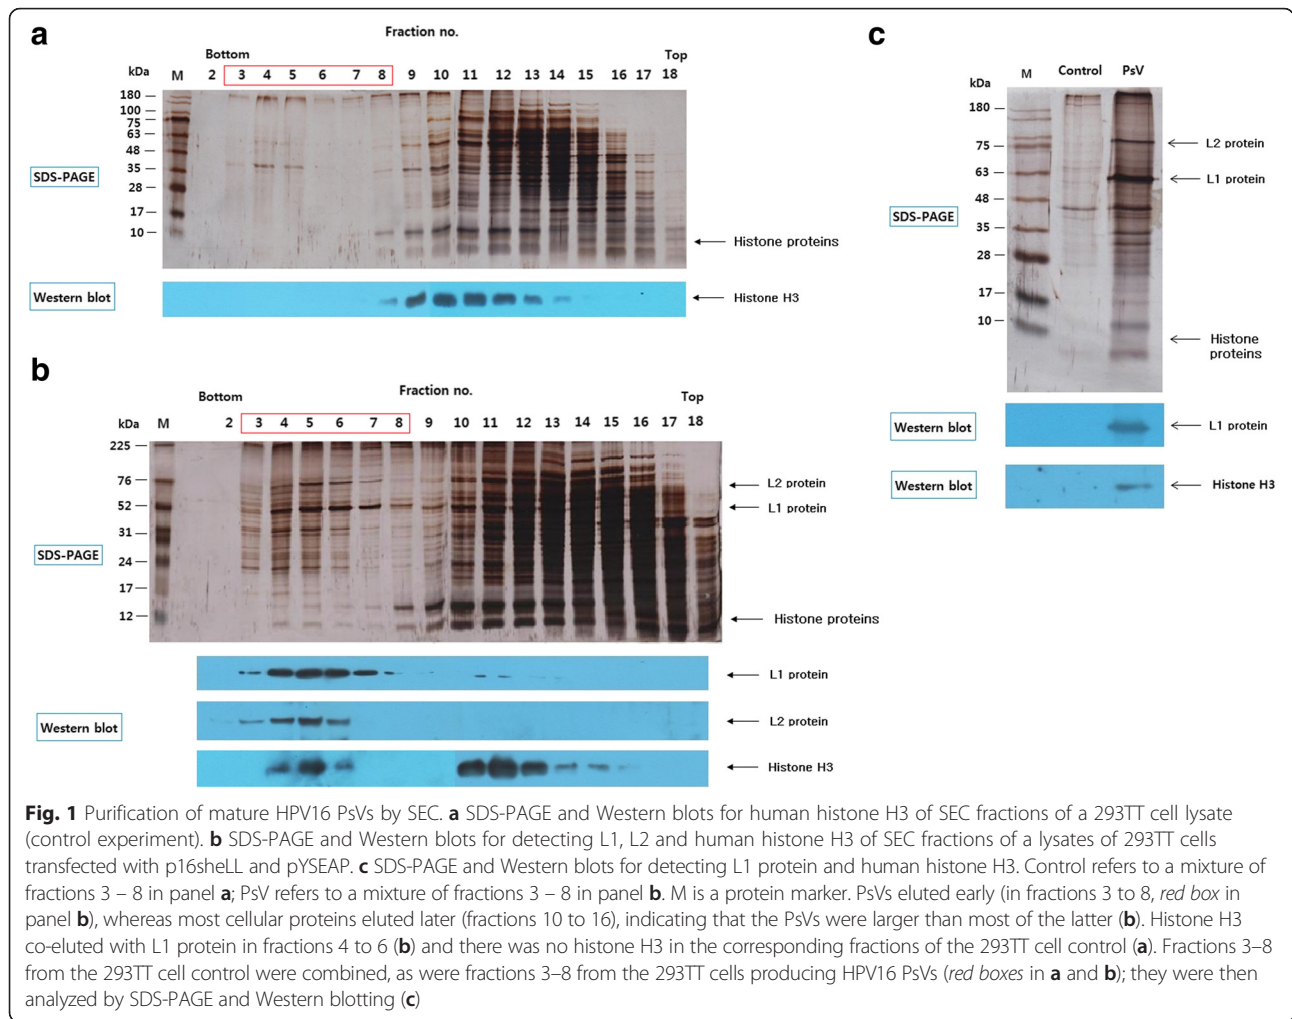 a
Fraction no.
Bottom
Top
kDa M 2 3 4 5 6 7 8 9 10 11 12 13 14 15 16 17 18
180
100
75
63
48
35
28
17
10
SDS-PAGE
Histone proteins
Western blot
Histone H3
b
Fraction no.
Bottom
Top
kDa M 2 3 4 5 6 7 8 9 10 11 12 13 14 15 16 17 18
225
76
52
31
24
17
12
L2 protein
L1 protein
SDS-PAGE
Histone proteins
L1 protein
Western blot
L2 protein
Histone H3
c
kDa M Control PsV
180
75
63
48
35
28
17
10
L2 protein
L1 protein
SDS-PAGE
Histone
proteins
Western blot
L1 protein
Western blot
Histone H3
Fig. 1 Purification of mature HPV16 PsVs by SEC. a SDS-PAGE and Western blots for human histone H3 of SEC fractions of a 293TT cell lysate
(control experiment). b SDS-PAGE and Western blots for detecting L1, L2 and human histone H3 of SEC fractions of a lysates of 293TT cells
transfected with p16sheLL and pYSEAP. c SDS-PAGE and Western blots for detecting L1 protein and human histone H3. Control refers to a mixture of
fractions 3 – 8 in panel a; PsV refers to a mixture of fractions 3 – 8 in panel b. M is a protein marker. PsVs eluted early (in fractions 3 to 8, red box in
panel b), whereas most cellular proteins eluted later (fractions 10 to 16), indicating that the PsVs were larger than most of the latter (b). Histone H3
co-eluted with L1 protein in fractions 4 to 6 (b) and there was no histone H3 in the corresponding fractions of the 293TT cell control (a). Fractions 3–8
from the 293TT cell control were combined, as were fractions 3–8 from the 293TT cells producing HPV16 PsVs (red boxes in a and b); they were then
analyzed by SDS-PAGE and Western blotting (c)